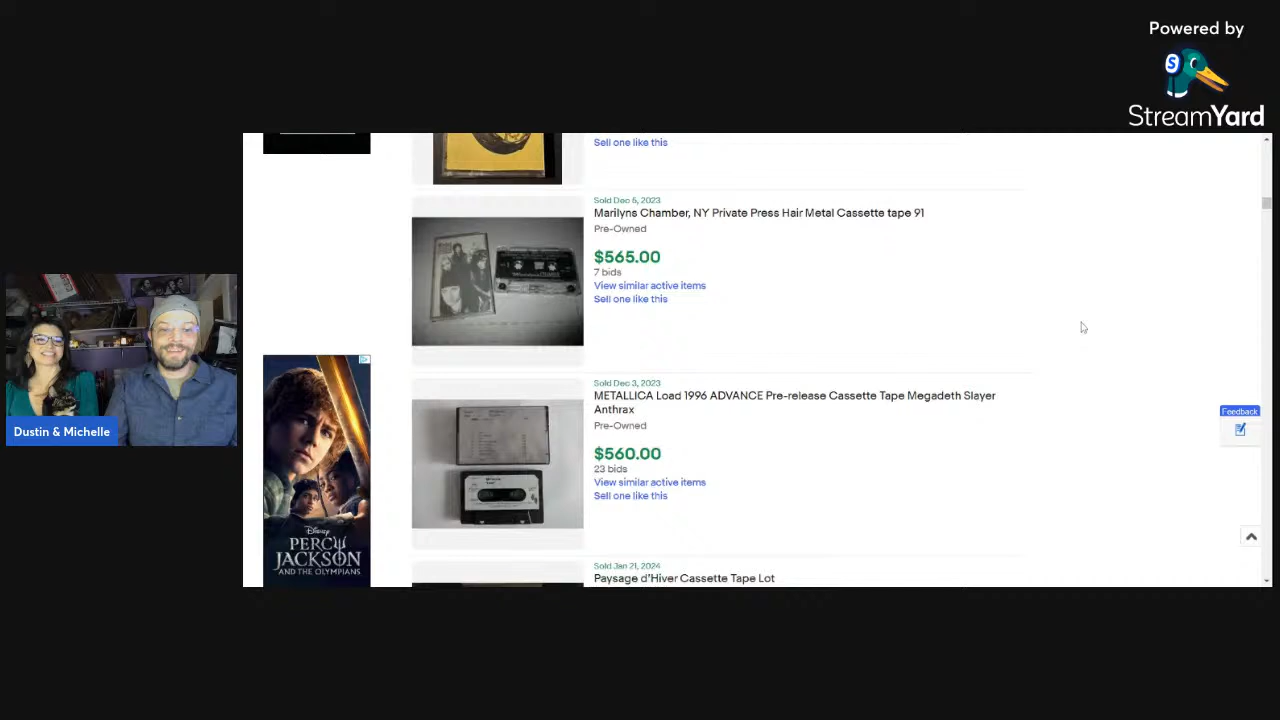 Powered by
StreamYard
Sell one like this
Sold Dec 5, 2023
Marilyns Chamber, NY Private Press Hair Metal Cassette tape 91
Pre-Owned
$565.00
7 bids
View similar active items
Sell one like this
Sold Dec 3, 2023
METALLICA Load 1996 ADVANCE Pre-release Cassette Tape Megadeth Slayer
Anthrax
Pre-Owned
$560.00
23 bids
View similar active items
Sell one like this
Sold Jan 21, 2024
Paysage d'Hiver Cassette Tape Lot
Feedback
Dustin & Michelle
Disney
PERCY
JACKSON
AND THE OLYMPIANS